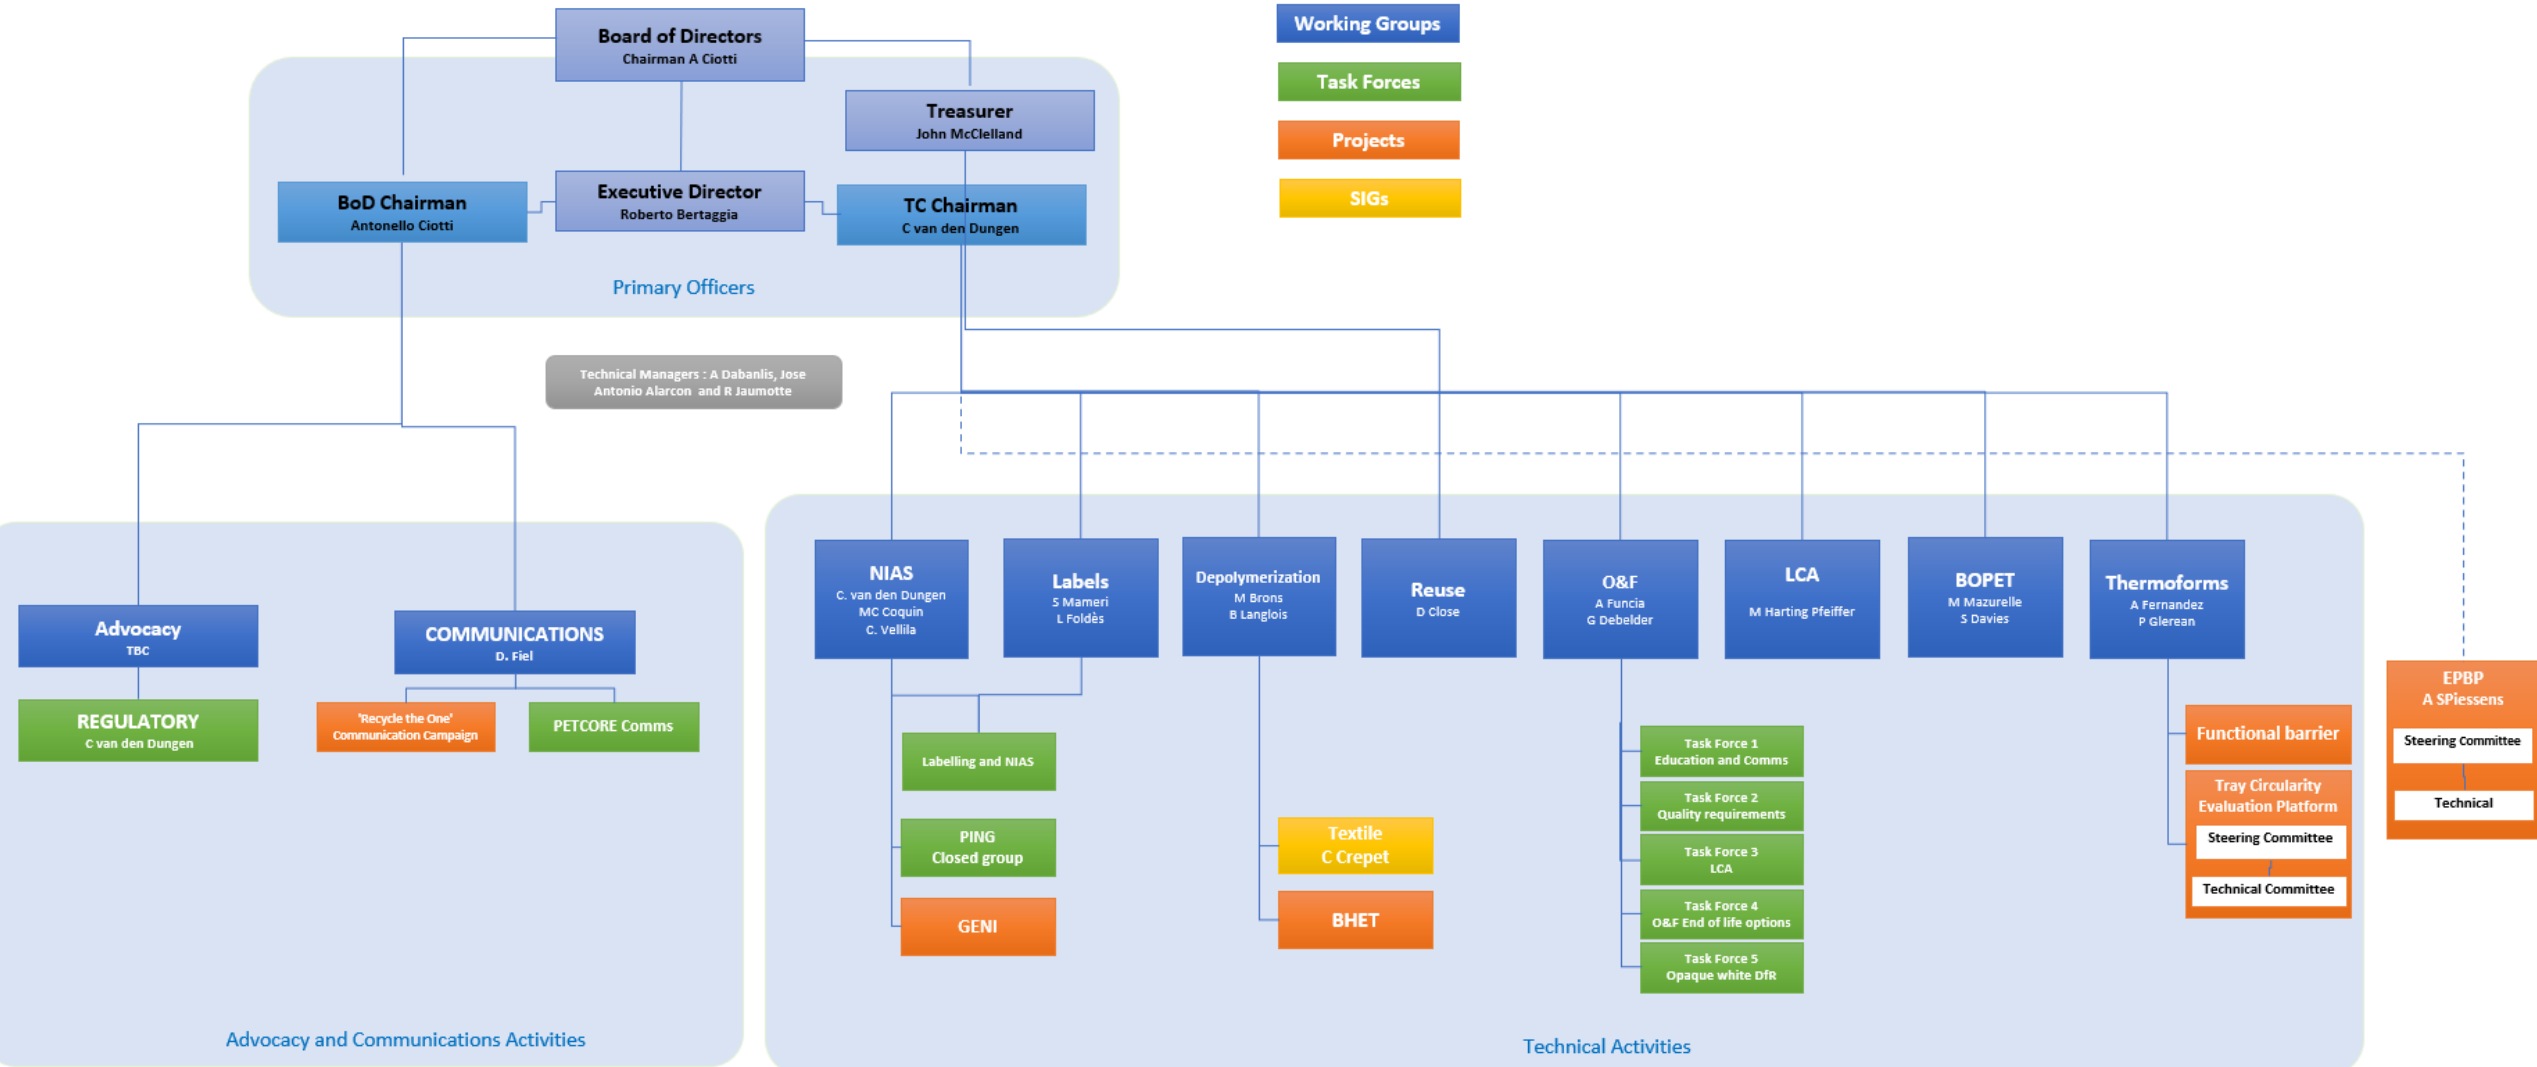 Board of Directors
Chairman A Ciotti
Treasurer
John McClelland
BoD Chairman
Antonello Ciotti
Executive Director
Roberto Bertaggia
TC Chairman
C van den Dungen
Primary Officers
Working Groups
Task Forces
Projects
SIGs
Technical Managers : A Dabanlis, Jose
Antonio Alarcon and R Jaumotte
Advocacy
TBC
REGULATORY
C van den Dungen
COMMUNICATIONS
D. Fiel
'Recycle the One'
Communication Campaign
PETCORE Comms
Advocacy and Communications Activities
NIAS
C. van den Dungen
MC Coquin
C. Vellila
Labels
S Mameri
L Foldès
Depolymerization
M Brons
B Langlois
Reuse
D Close
O&F
A Funcia
G Debelder
LCA
M Harting Pfeiffer
BOPET
M Mazurelle
S Davies
Thermoforms
A Fernandez
P Glerean
Labelling and NIAS
PING
Closed group
GENI
Textile
C Crepet
BHET
Task Force 1
Education and Comms
Task Force 2
Quality requirements
Task Force 3
LCA
Task Force 4
O&F End of life options
Task Force 5
Opaque white DfR
Functional barrier
Tray Circularity
Evaluation Platform
Steering Committee
Technical Committee
EPBP
A SPiessens
Steering Committee
Technical
Technical Activities